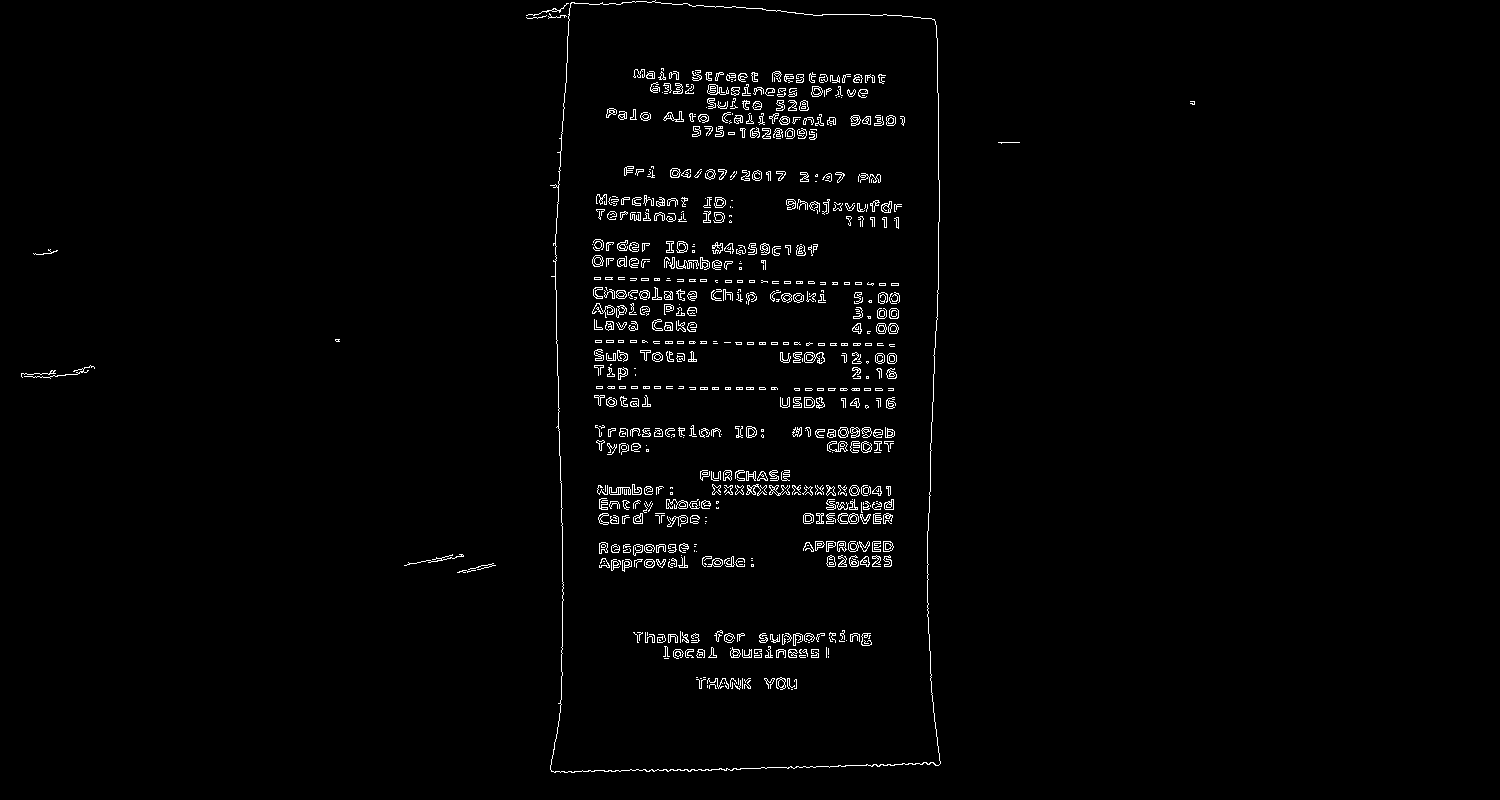 Main Street Restaurant
6332 Business Drive
Suite 528
Palo Alto California 94301
575-1628095
Fri 04/07/2017 2:47 PM
Merchant ID: 9hqjxvufdr
Terminal ID: 11111
Order ID: #4a59c18f
Order Number: 1
--------------------------------
Chocolate Chip Cooki 5.00
Apple Pie 3.00
Lava Cake 4.00
--------------------------------
Sub Total USD$ 12.00
Tip: 2.16
--------------------------------
Total USD$ 14.16
Transaction ID: #1ca099eb
Type: CREDIT
PURCHASE
Number: XXXXXXXXXXXX0041
Entry Mode: Swiped
Card Type: DISCOVER
Response: APPROVED
Approval Code: 826425
Thanks for supporting
local business!
THANK YOU